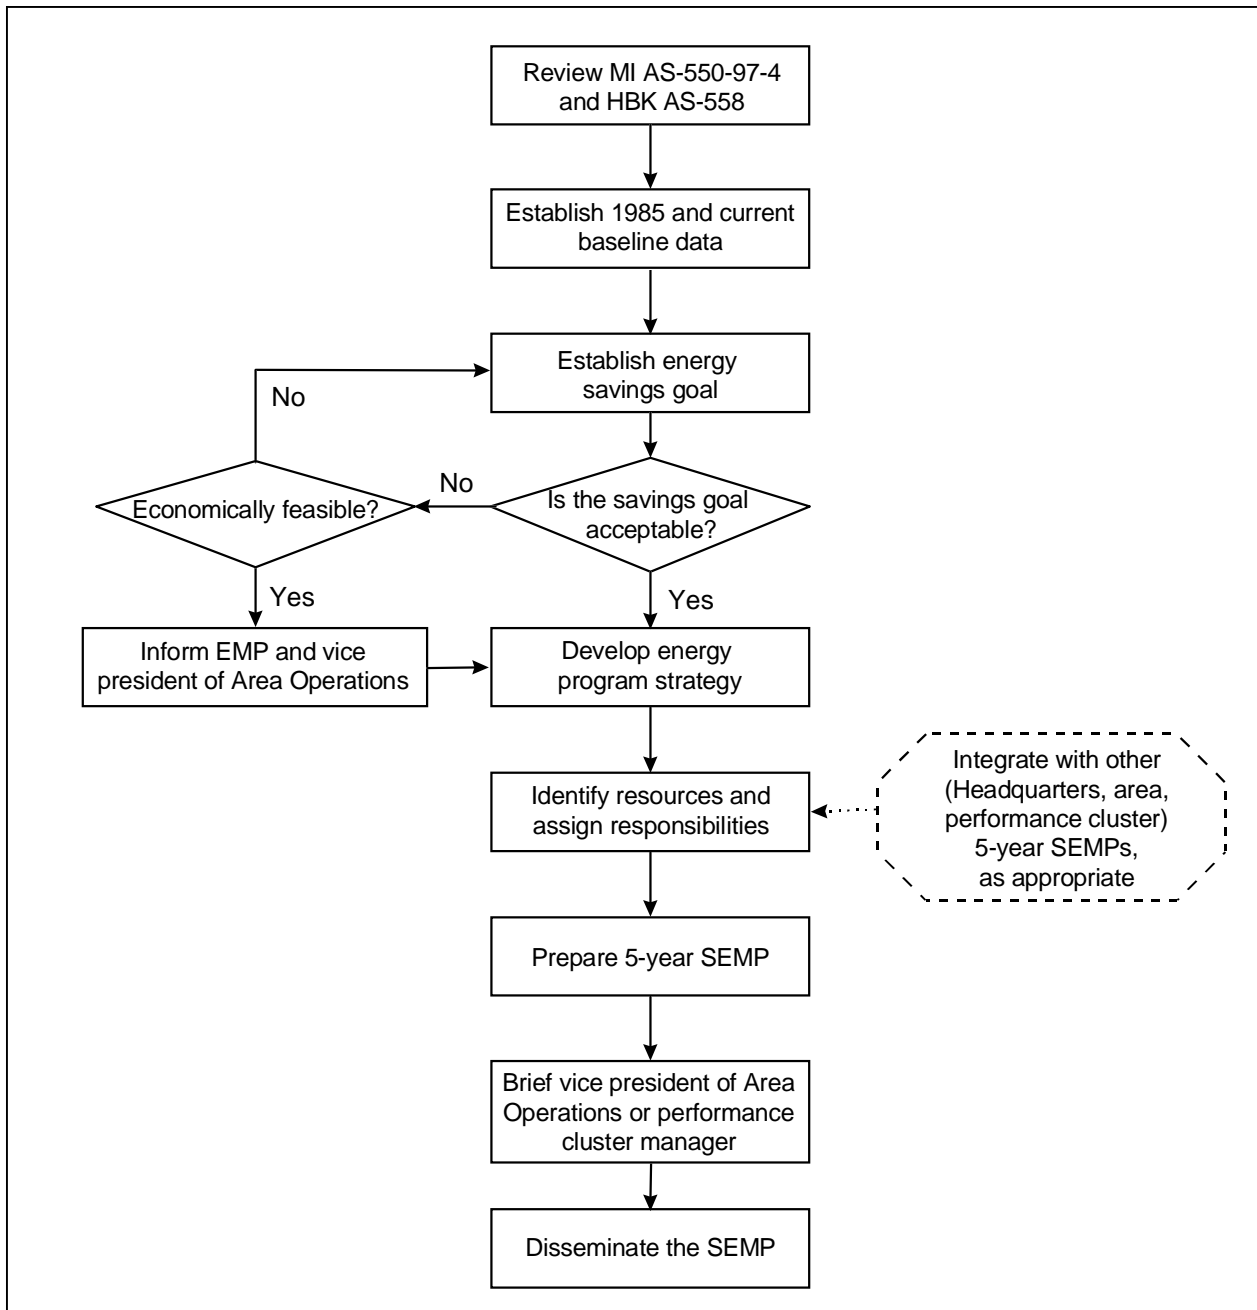 Review MI AS-550-97-4
and HBK AS-558
Establish 1985 and current
baseline data
Establish energy
savings goal
No
Is the savings goal
acceptable?
No
Economically feasible?
Yes
Yes
Inform EMP and vice
president of Area Operations
Develop energy
program strategy
Identify resources and
assign responsibilities
Integrate with other
(Headquarters, area,
performance cluster)
5-year SEMPs,
as appropriate
Prepare 5-year SEMP
Brief vice president of Area
Operations or performance
cluster manager
Disseminate the SEMP